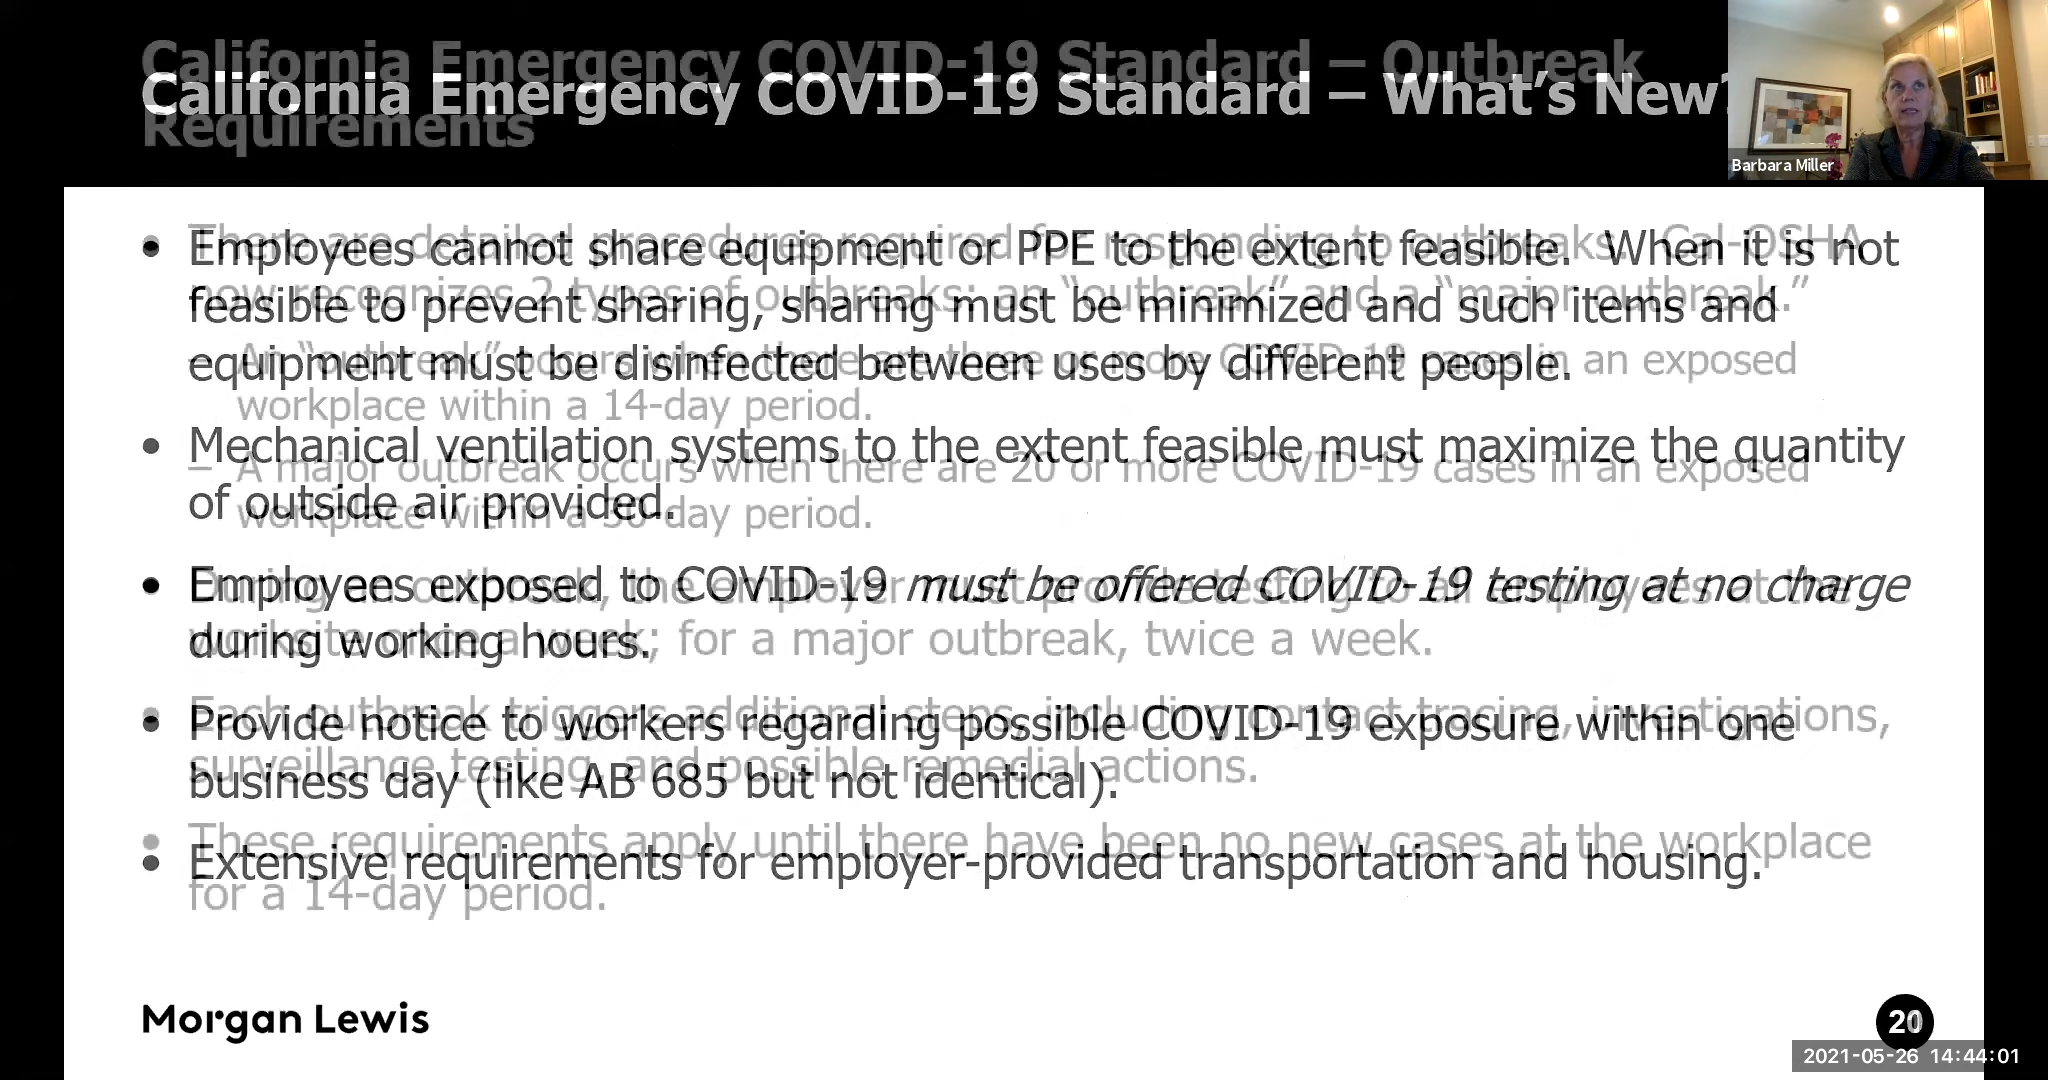 California Emergency COVID-19 Standard – Outbreak
Requirements
California Emergency COVID-19 Standard – What's New?
Barbara Miller
• Employees cannot share equipment or PPE to the extent feasible. When it is not
feasible to prevent sharing, sharing must be minimized and such items and
equipment must be disinfected between uses by different people.
• Mechanical ventilation systems to the extent feasible must maximize the quantity
of outside air provided.
• Employees exposed to COVID-19 must be offered COVID-19 testing at no charge
during working hours.
• Provide notice to workers regarding possible COVID-19 exposure within one
business day (like AB 685 but not identical).
• Extensive requirements for employer-provided transportation and housing.
• There are detailed procedures required for responding to outbreaks. Cal-OSHA
now recognizes 2 types of outbreaks: an "outbreak" and a "major outbreak."
– An "outbreak" occurs when there are three or more COVID-19 cases in an exposed
workplace within a 14-day period.
– A major outbreak occurs when there are 20 or more COVID-19 cases in an exposed
workplace within a 30-day period.
• During an outbreak, the employer must provide testing to all employees at the
worksite once a week; for a major outbreak, twice a week.
• Each outbreak triggers additional steps, including contact tracing, investigations,
surveillance testing, and possible remedial actions.
• These requirements apply until there have been no new cases at the workplace
for a 14-day period.
Morgan Lewis
20
2021-05-26 14:44:01